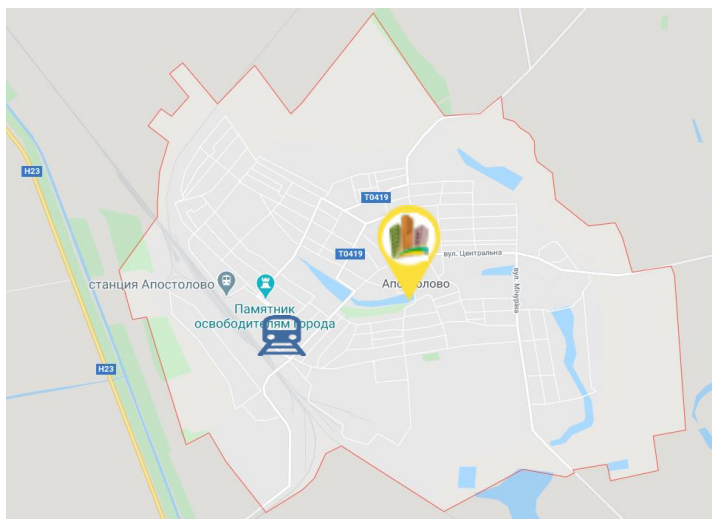 H23
T0419
T0419
вул. Центральна
станция Апостолово
Апостолово
вул. Мічуріна
Памятник
освободителям города
H23